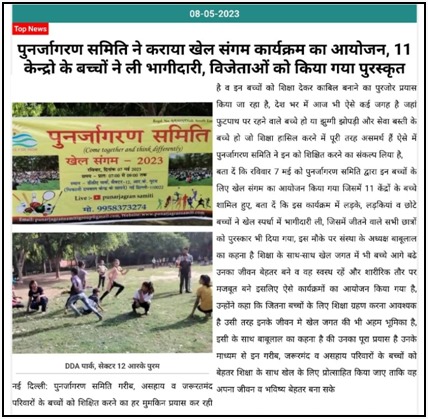 08-05-2023
Top News
पुनर्जागरण समिति ने कराया खेल संगम कार्यक्रम का आयोजन, 11
केन्द्रो के बच्चों ने ली भागीदारी, विजेताओं को किया गया पुरस्कृत
पुनर्जागरण समिति
(Come together and think differently)
खेल संगम - 2023
Live :- punarjagran samiti
मो. 9958373274
DDA पार्क, सेक्टर 12 आरके पुरम
नई दिल्ली: पुनर्जागरण समिति गरीब, असहाय व जरूरतमंद
परिवारों के बच्चों को शिक्षित करने का हर मुमकिन प्रयास कर रही
है व इन बच्चों को शिक्षा देकर काबिल बनाने का पुरजोर प्रयास
किया जा रहा है, देश भर में आज भी ऐसे कई जगह है जहां
फुटपाथ पर रहने वाले बच्चे हो या झुग्गी झोपड़ी और सेवा बस्ती के
बच्चे हो जो शिक्षा हासिल करने में पूरी तरह असमर्थ हैं ऐसे में
पुनर्जागरण समिति ने इन को शिक्षित करने का संकल्प लिया है,
बता दें कि रविवार 7 मई को पुनर्जागरण समिति द्वारा इन बच्चों के
लिए खेल संगम का आयोजन किया गया जिसमें 11 केंद्रों के बच्चे
शामिल हुए, बता दें कि इस कार्यक्रम में लड़के, लड़कियां व छोटे
बच्चों ने खेल स्पर्धा में भागीदारी ली, जिसमें जीतने वाले सभी छात्रों
को पुरस्कार भी दिया गया, इस मौके पर संस्था के अध्यक्ष बाबूलाल
का कहना है शिक्षा के साथ-साथ खेल जगत में भी बच्चे आगे बढे
उनका जीवन बेहतर बने व वह स्वस्थ रहें और शारीरिक तौर पर
मजबूत बने इसलिए ऐसे कार्यक्रमों का आयोजन किया गया है,
उन्होंने कहा कि जितना बच्चों के लिए शिक्षा ग्रहण करना आवश्यक
है उसी तरह इनके जीवन मे खेल जगत की भी अहम भूमिका है,
इसी के साथ बाबूलाल का कहना है की उनका पूरा प्रयास है उनके
माध्यम से इन गरीब, जरूरमंद व असहाय परिवारों के बच्चों को
बेहतर शिक्षा के साथ खेल के लिए प्रोत्साहित किया जाए ताकि वह
अपना जीवन व भविष्य बेहतर बना सके